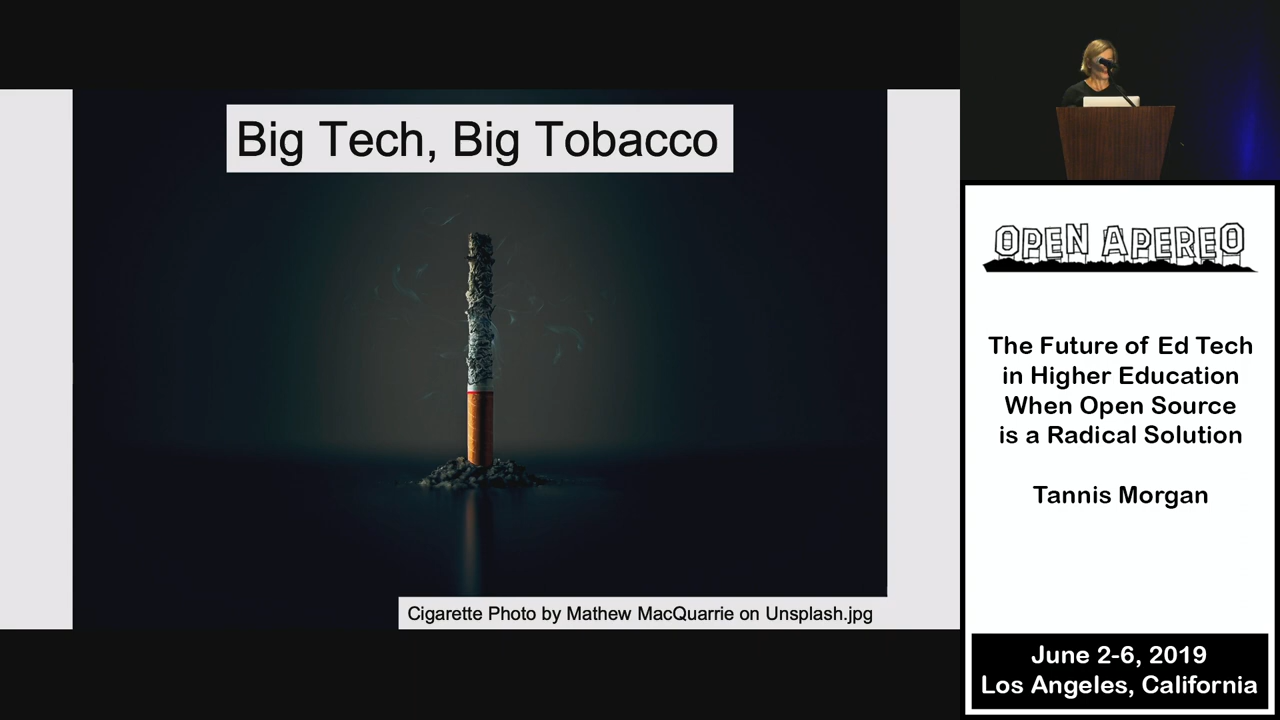 Big Tech, Big Tobacco
Cigarette Photo by Mathew MacQuarrie on Unsplash.jpg
OPEN APEREO
The Future of Ed Tech
in Higher Education
When Open Source
is a Radical Solution
Tannis Morgan
June 2-6, 2019
Los Angeles, California